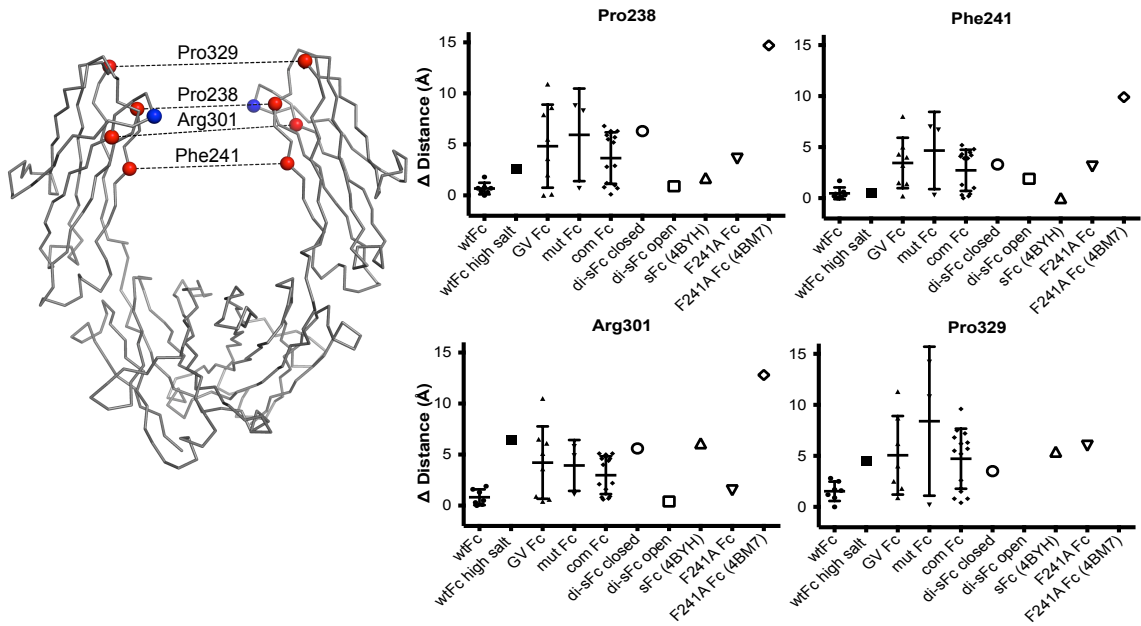 Pro329
Pro238
Arg301
Phe241
Pro238
Δ Distance (Å)
15
10
5
0
wtFc
wtFc high salt
GV Fc
mut Fc
com Fc
di-sFc closed
di-sFc open
sFc (4BYH)
F241A Fc
F241A Fc (4BM7)
Phe241
15
10
5
0
wtFc
wtFc high salt
GV Fc
mut Fc
com Fc
di-sFc closed
di-sFc open
sFc (4BYH)
F241A Fc
F241A Fc (4BM7)
Arg301
Δ Distance (Å)
15
10
5
0
wtFc
wtFc high salt
GV Fc
mut Fc
com Fc
di-sFc closed
di-sFc open
sFc (4BYH)
F241A Fc
F241A Fc (4BM7)
Pro329
15
10
5
0
wtFc
wtFc high salt
GV Fc
mut Fc
com Fc
di-sFc closed
di-sFc open
sFc (4BYH)
F241A Fc
F241A Fc (4BM7)